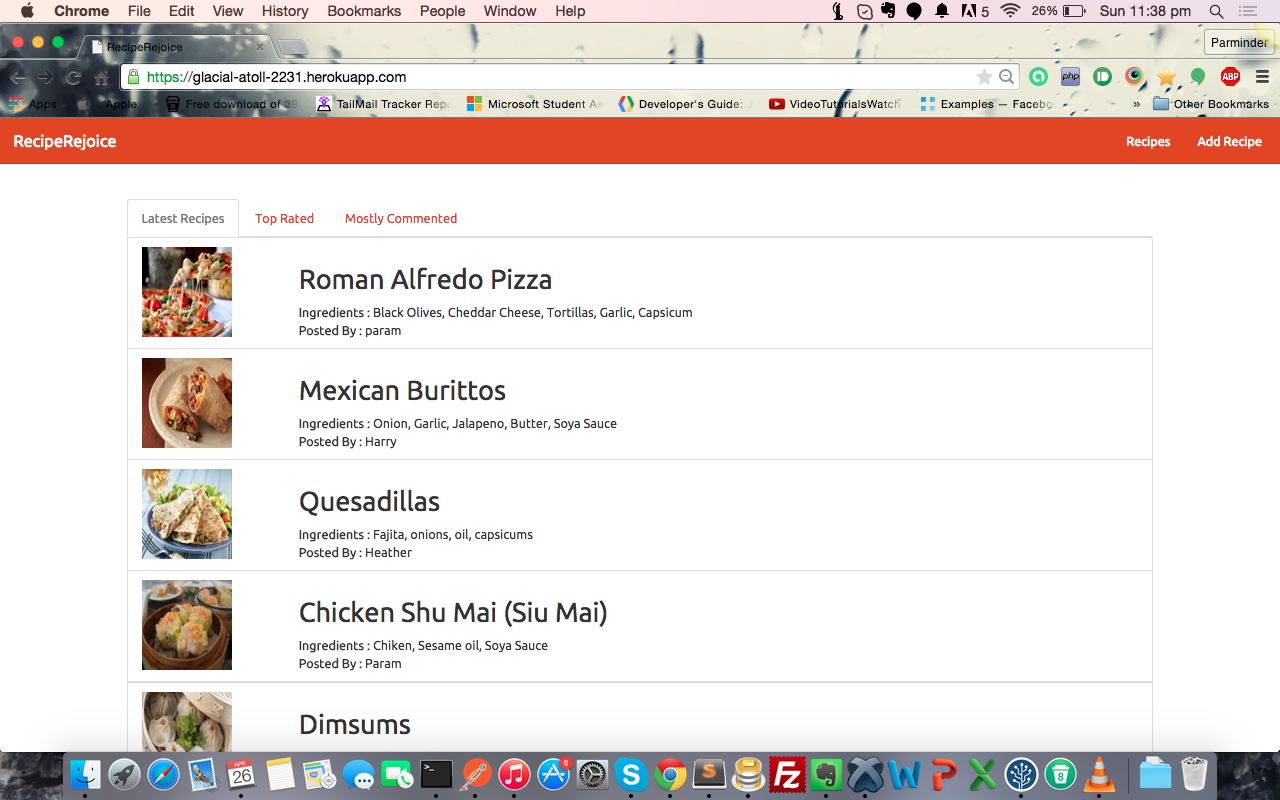 Chrome File Edit View History Bookmarks People Window Help 5 26% Sun 11:38 pm
RecipeRejoice
Parminder
https://glacial-atoll-2231.herokuapp.com
php
ABP
Apps Apple Free download of 39 TailMail Tracker Repo Microsoft Student As Developer's Guide: VideoTutorialsWatch Examples – Facebo » Other Bookmarks
RecipeRejoice Recipes Add Recipe
Latest Recipes Top Rated Mostly Commented
Roman Alfredo Pizza
Ingredients : Black Olives, Cheddar Cheese, Tortillas, Garlic, Capsicum
Posted By : param
Mexican Burittos
Ingredients : Onion, Garlic, Jalapeno, Butter, Soya Sauce
Posted By : Harry
Quesadillas
Ingredients : Fajita, onions, oil, capsicums
Posted By : Heather
Chicken Shu Mai (Siu Mai)
Ingredients : Chiken, Sesame oil, Soya Sauce
Posted By : Param
Dimsums
APR
26
8
8